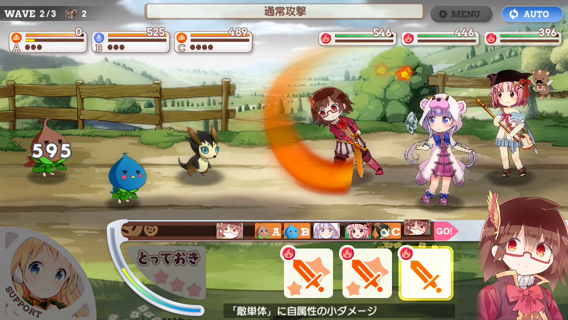 WAVE 2/3 2
通常攻撃
MENU
AUTO
0
525
489
546
446
396
A
B
C
595
A B C GO!
とっておき
SUPPORT
「敵単体」に自属性の小ダメージ